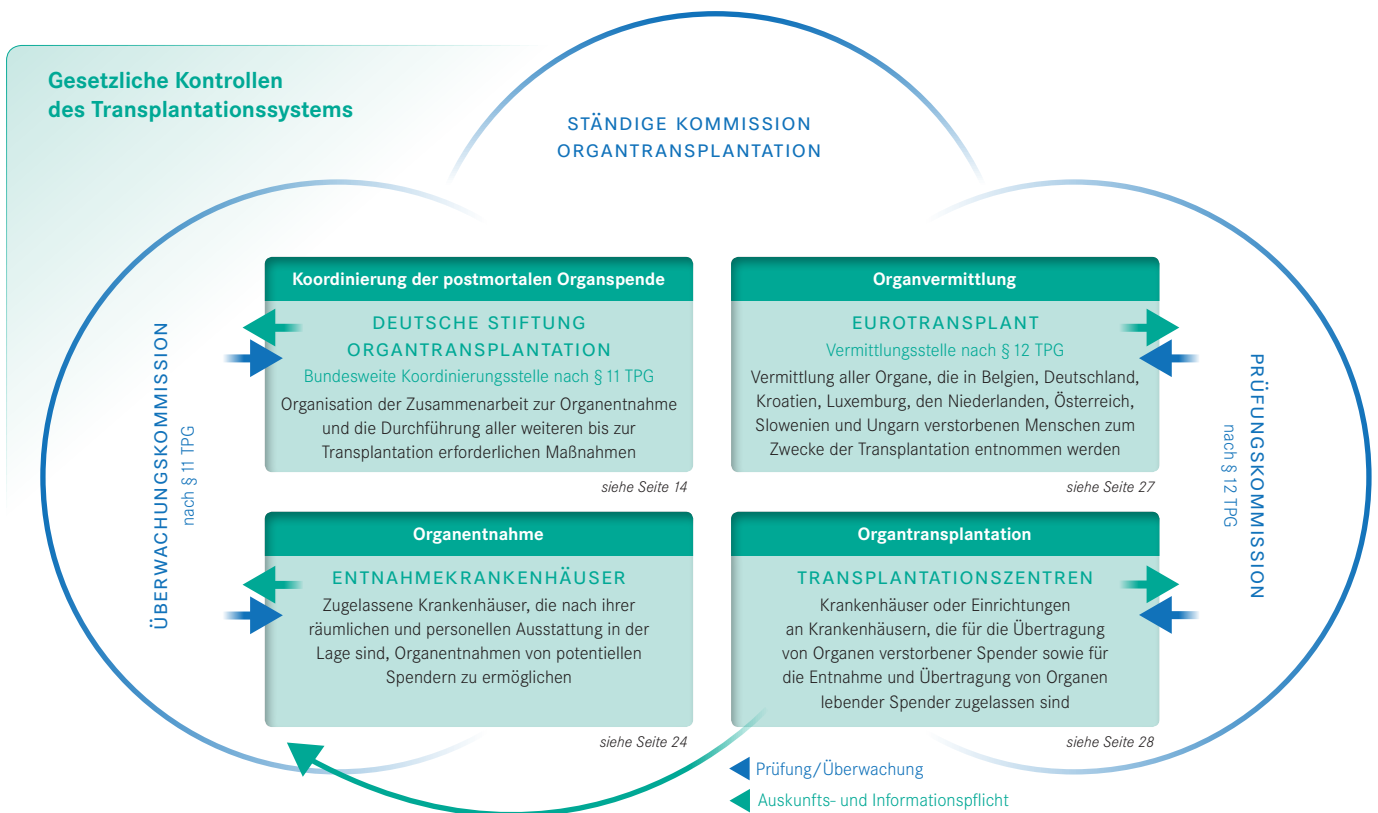 Gesetzliche Kontrollen
des Transplantationssystems
STÄNDIGE KOMMISSION
ORGANTRANSPLANTATION
ÜBERWACHUNGSKOMMISSION
nach § 11 TPG
Koordinierung der postmortalen Organspende
DEUTSCHE STIFTUNG
ORGANTRANSPLANTATION
Bundesweite Koordinierungsstelle nach § 11 TPG
Organisation der Zusammenarbeit zur Organentnahme
und die Durchführung aller weiteren bis zur
Transplantation erforderlichen Maßnahmen
siehe Seite 14
Organvermittlung
EUROTRANSPLANT
Vermittlungsstelle nach § 12 TPG
Vermittlung aller Organe, die in Belgien, Deutschland,
Kroatien, Luxemburg, den Niederlanden, Österreich,
Slowenien und Ungarn verstorbenen Menschen zum
Zwecke der Transplantation entnommen werden
siehe Seite 27
Organentnahme
ENTNAHMEKRANKENHÄUSER
Zugelassene Krankenhäuser, die nach ihrer
räumlichen und personellen Ausstattung in der
Lage sind, Organentnahmen von potentiellen
Spendern zu ermöglichen
siehe Seite 24
Organtransplantation
TRANSPLANTATIONSZENTREN
Krankenhäuser oder Einrichtungen
an Krankenhäusern, die für die Übertragung
von Organen verstorbener Spender sowie für
die Entnahme und Übertragung von Organen
lebender Spender zugelassen sind
siehe Seite 28
PRÜFUNGSKOMMISSION
nach § 12 TPG
Prüfung/Überwachung
Auskunfts- und Informationspflicht